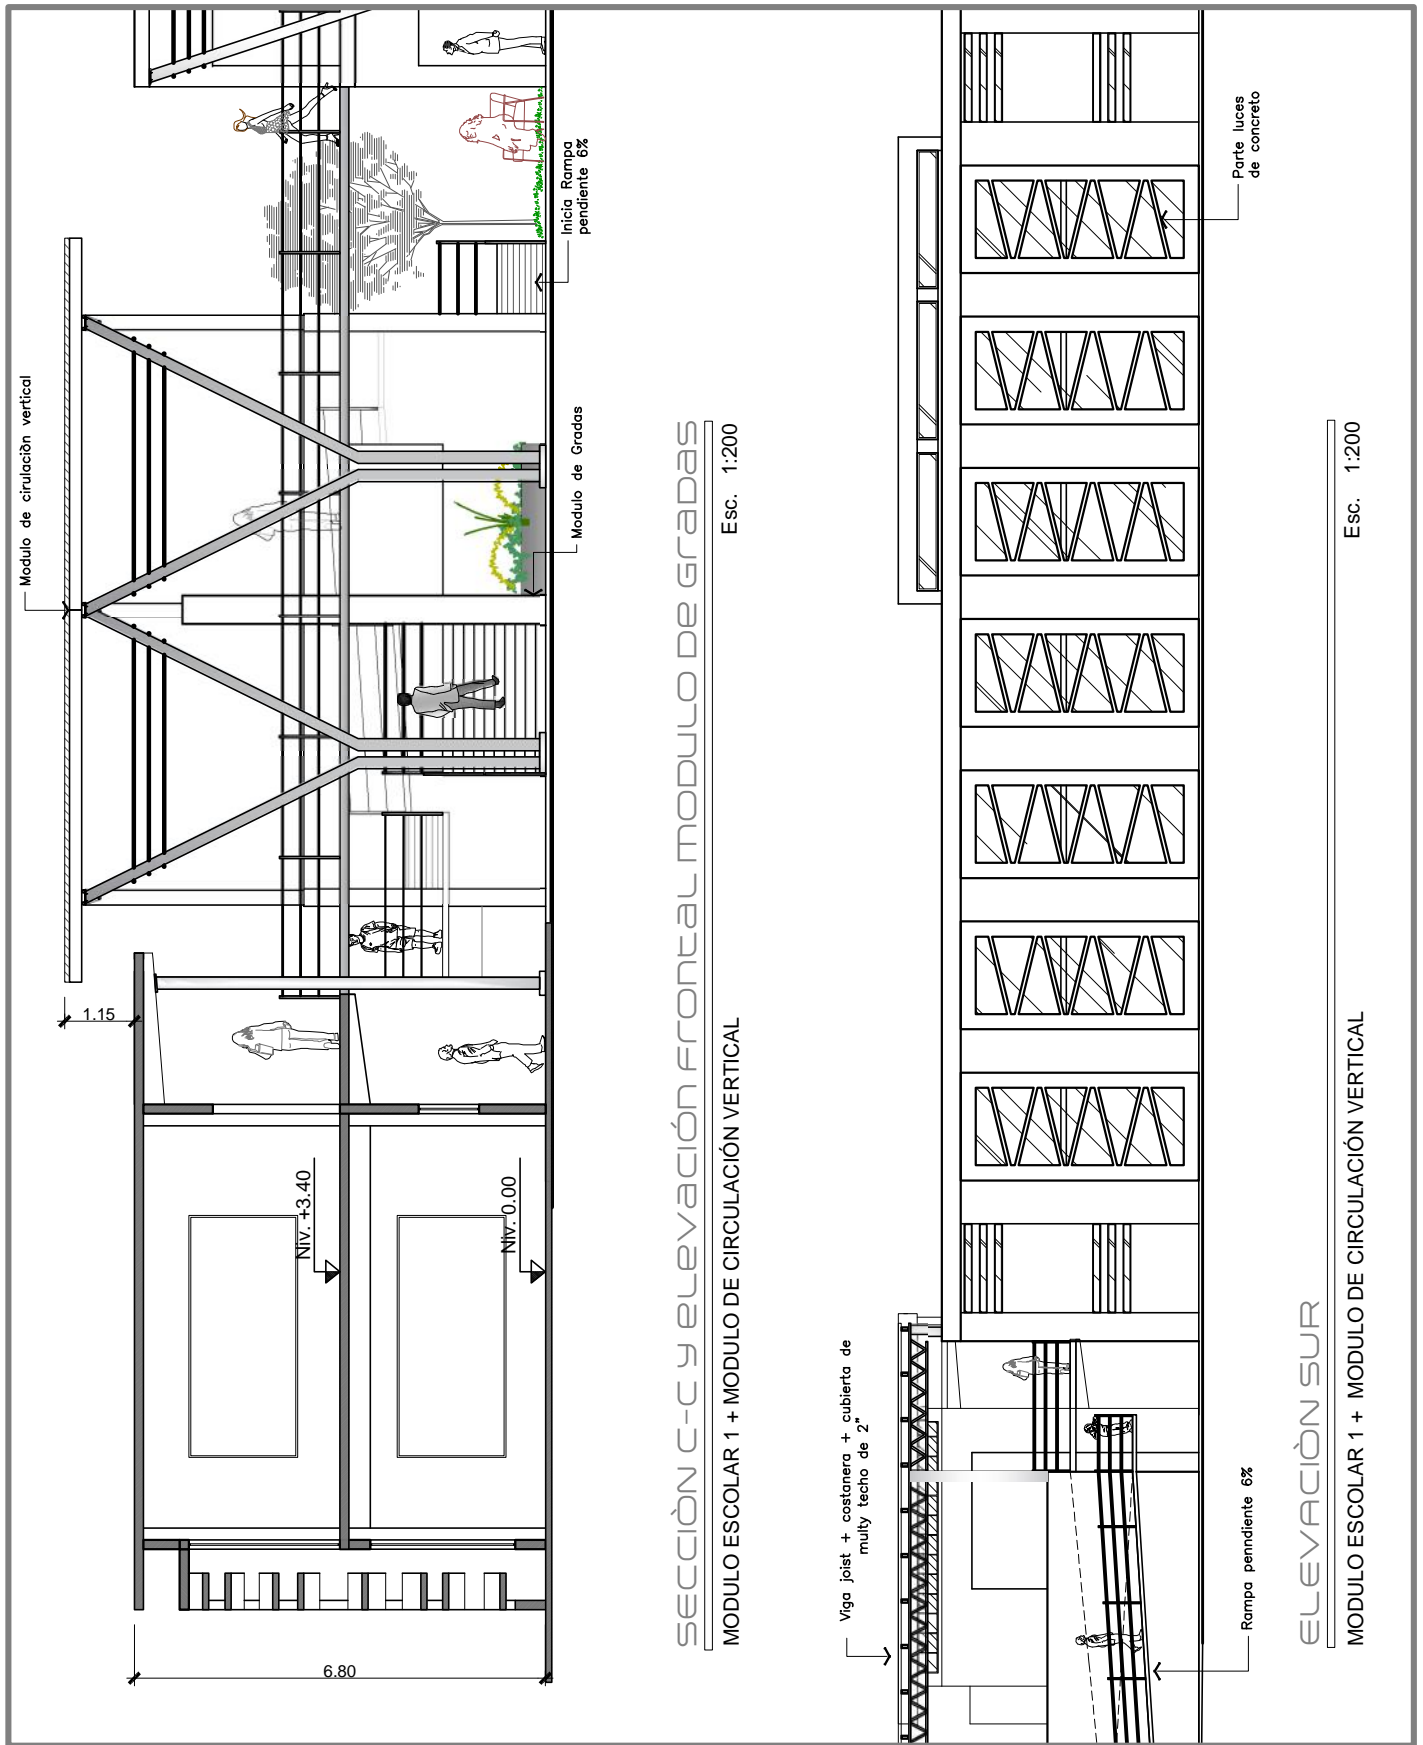 Modulo de cirulaciòn vertical
1.15
Niv. +3.40
Niv. 0.00
6.80
Inicia Rampa
pendiente 6%
Modulo de Gradas
SECCIÒN C-C Y ELEVACIÓN FRONTAL MODULO DE GRADAS
Esc. 1:200
MODULO ESCOLAR 1 + MODULO DE CIRCULACIÓN VERTICAL
Viga joist + costanera + cubierta de
multy techo de 2"
Parte luces
de concreto
Rampa penndiente 6%
ELEVACIÒN SUR
Esc. 1:200
MODULO ESCOLAR 1 + MODULO DE CIRCULACIÓN VERTICAL